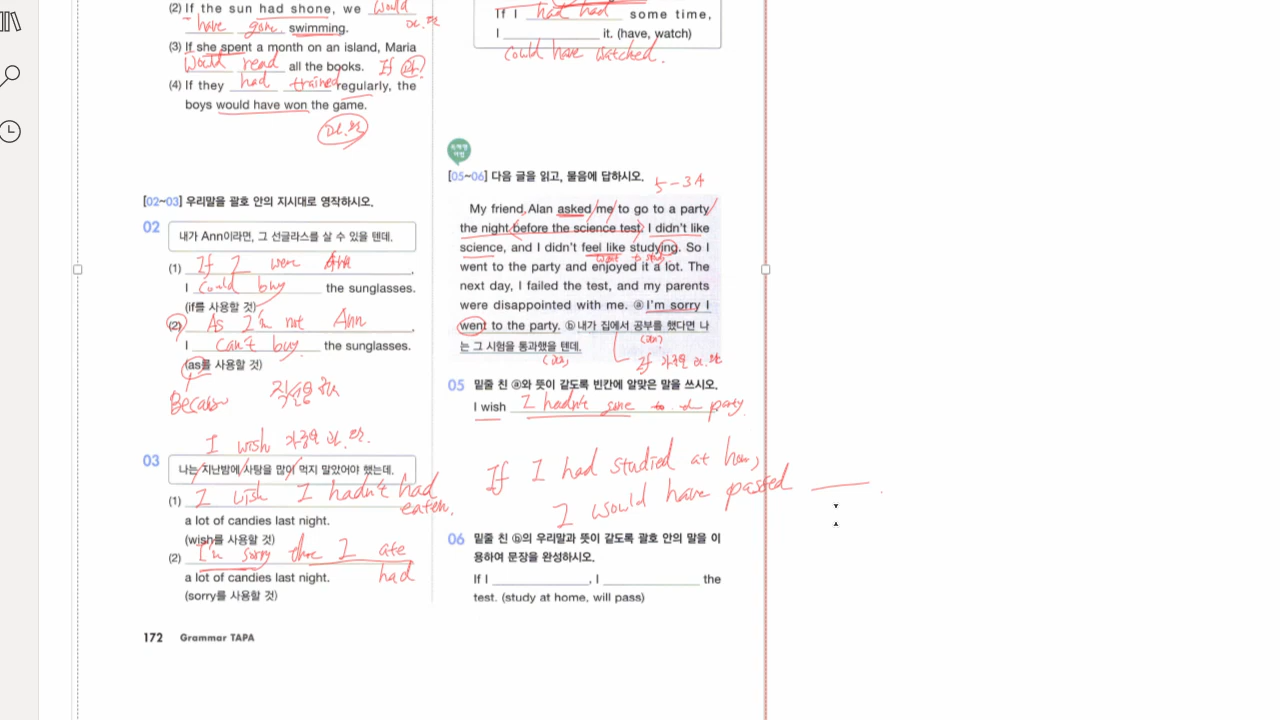 (2) If the sun had shone, we would
have gone swimming.
(3) If she spent a month on an island, Maria
would read all the books. If 과?
(4) If they had trained regularly, the
boys would have won the game.
[02~03] 우리말을 괄호 안의 지시대로 영작하시오.
02 내가 Ann이라면, 그 선글라스를 살 수 있을 텐데.
(1) If I were Ann .
I could buy the sunglasses.
(if를 사용할 것)
(2) As I'm not Ann .
I can't buy the sunglasses.
(as를 사용할 것)
Because 직설법
I wish 가정법 과.완.
03 나는 지난밤에 사탕을 많이 먹지 말았어야 했는데.
(1) I wish I hadn't had
eaten.
a lot of candies last night.
(wish를 사용할 것)
(2) I'm sorry that I ate
had
a lot of candies last night.
(sorry를 사용할 것)
172 Grammar TAPA
If I had had some time,
I it. (have, watch)
could have watched.
[05~06] 다음 글을 읽고, 물음에 답하시오.
5-3A
My friend, Alan asked me to go to a party
the night before the science test. I didn't like
science, and I didn't feel like studying. So I
want to study
went to the party and enjoyed it a lot. The
next day, I failed the test, and my parents
were disappointed with me. ⓐ I'm sorry I
went to the party. ⓑ 내가 집에서 공부를 했다면 나
는 그 시험을 통과했을 텐데.
가정법 과.완
05 밑줄 친 ⓐ와 뜻이 같도록 빈칸에 알맞은 말을 쓰시오.
I wish I hadn't gone to a party.
If I had studied at home,
I would have passed
06 밑줄 친 ⓑ의 우리말과 뜻이 같도록 괄호 안의 말을 이
용하여 문장을 완성하시오.
If I , I the
test. (study at home, will pass)